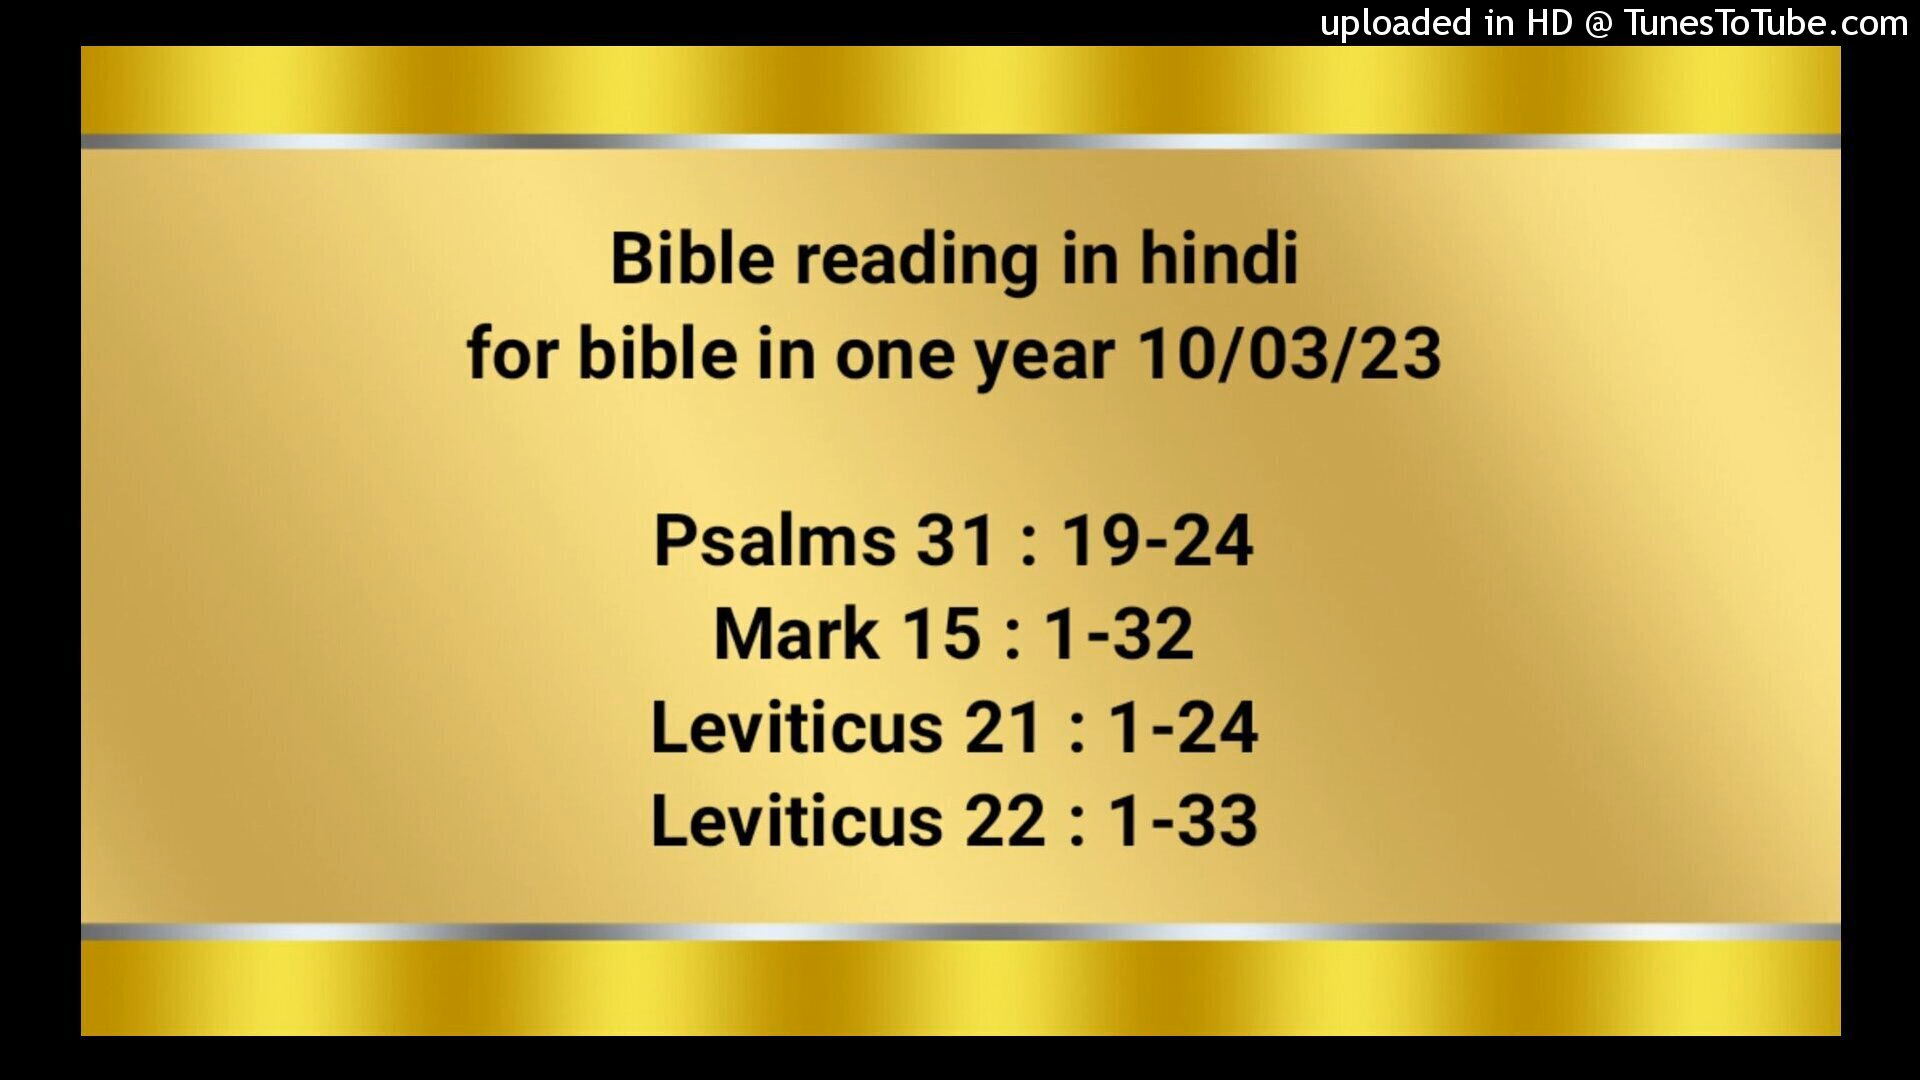 uploaded in HD @ TunesToTube.com
Bible reading in hindi
for bible in one year 10/03/23
Psalms 31 : 19-24
Mark 15 : 1-32
Leviticus 21 : 1-24
Leviticus 22 : 1-33